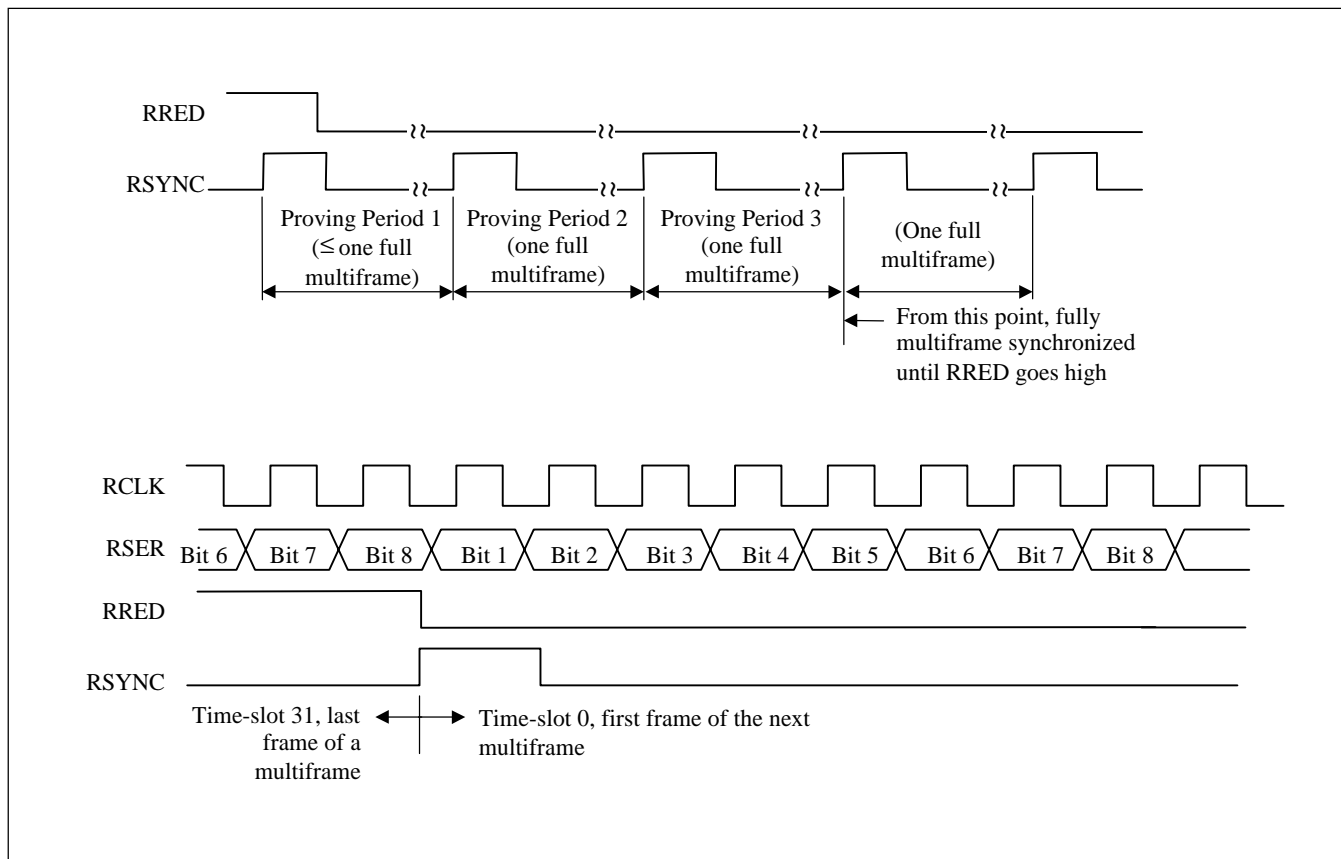 RRED
RSYNC
Proving Period 1
(≤ one full
multiframe)
Proving Period 2
(one full
multiframe)
Proving Period 3
(one full
multiframe)
(One full
multiframe)
From this point, fully
multiframe synchronized
until RRED goes high
RCLK
RSER
Bit 6
Bit 7
Bit 8
Bit 1
Bit 2
Bit 3
Bit 4
Bit 5
Bit 6
Bit 7
Bit 8
RRED
RSYNC
Time-slot 31, last
frame of a
multiframe
Time-slot 0, first frame of the next
multiframe